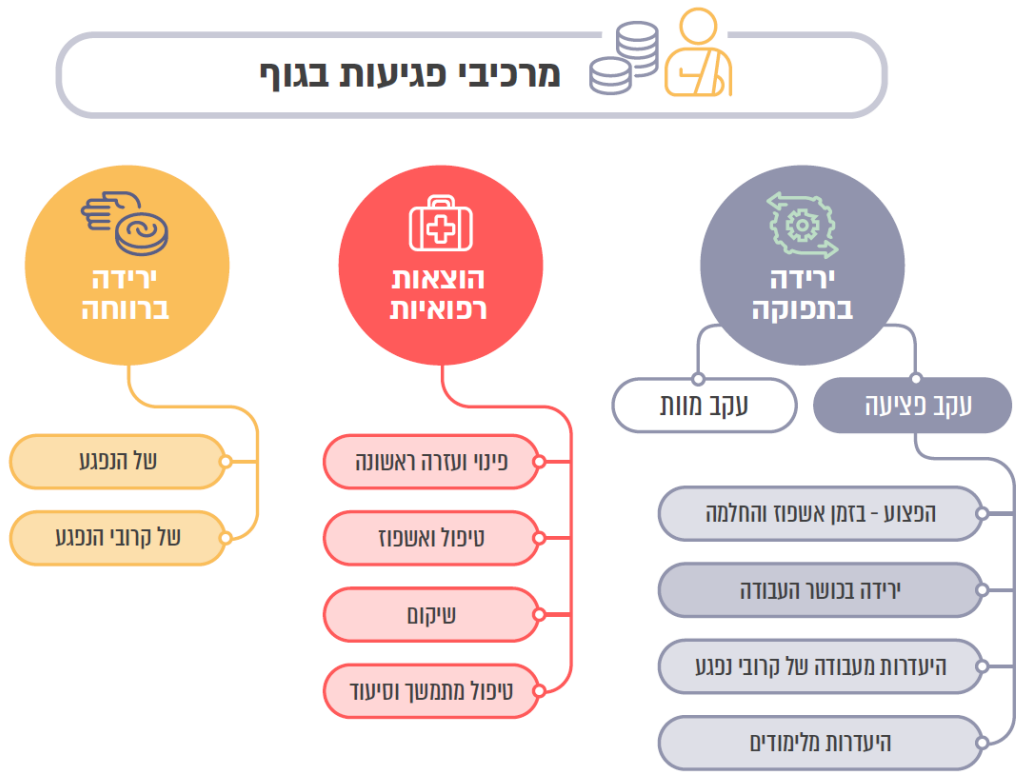 מרכיבי פגיעות בגוף
ירידה
בתפוקה
עקב פציעה
עקב מוות
הפצוע - בזמן אשפוז והחלמה
ירידה בכושר העבודה
היעדרות מעבודה של קרובי נפגע
היעדרות מלימודים
הוצאות
רפואיות
פינוי ועזרה ראשונה
טיפול ואשפוז
שיקום
טיפול מתמשך וסיעוד
ירידה
ברווחה
של הנפגע
של קרובי הנפגע